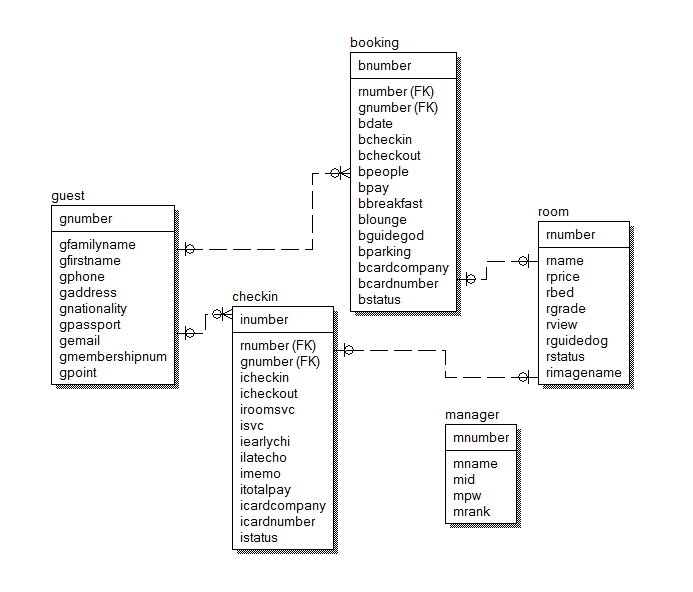 booking
bnumber
rnumber (FK)
gnumber (FK)
bdate
bcheckin
bcheckout
bpeople
bpay
bbreakfast
blounge
bguidegod
bparking
bcardcompany
bcardnumber
bstatus
guest
gnumber
gfamilyname
gfirstname
gphone
gaddress
gnationality
gpassport
gemail
gmembershipnum
gpoint
room
rnumber
rname
rprice
rbed
rgrade
rview
rguidedog
rstatus
rimagename
checkin
inumber
rnumber (FK)
gnumber (FK)
icheckin
icheckout
iroomsvc
isvc
iearlychi
ilatecho
imemo
itotalpay
icardcompany
icardnumber
istatus
manager
mnumber
mname
mid
mpw
mrank